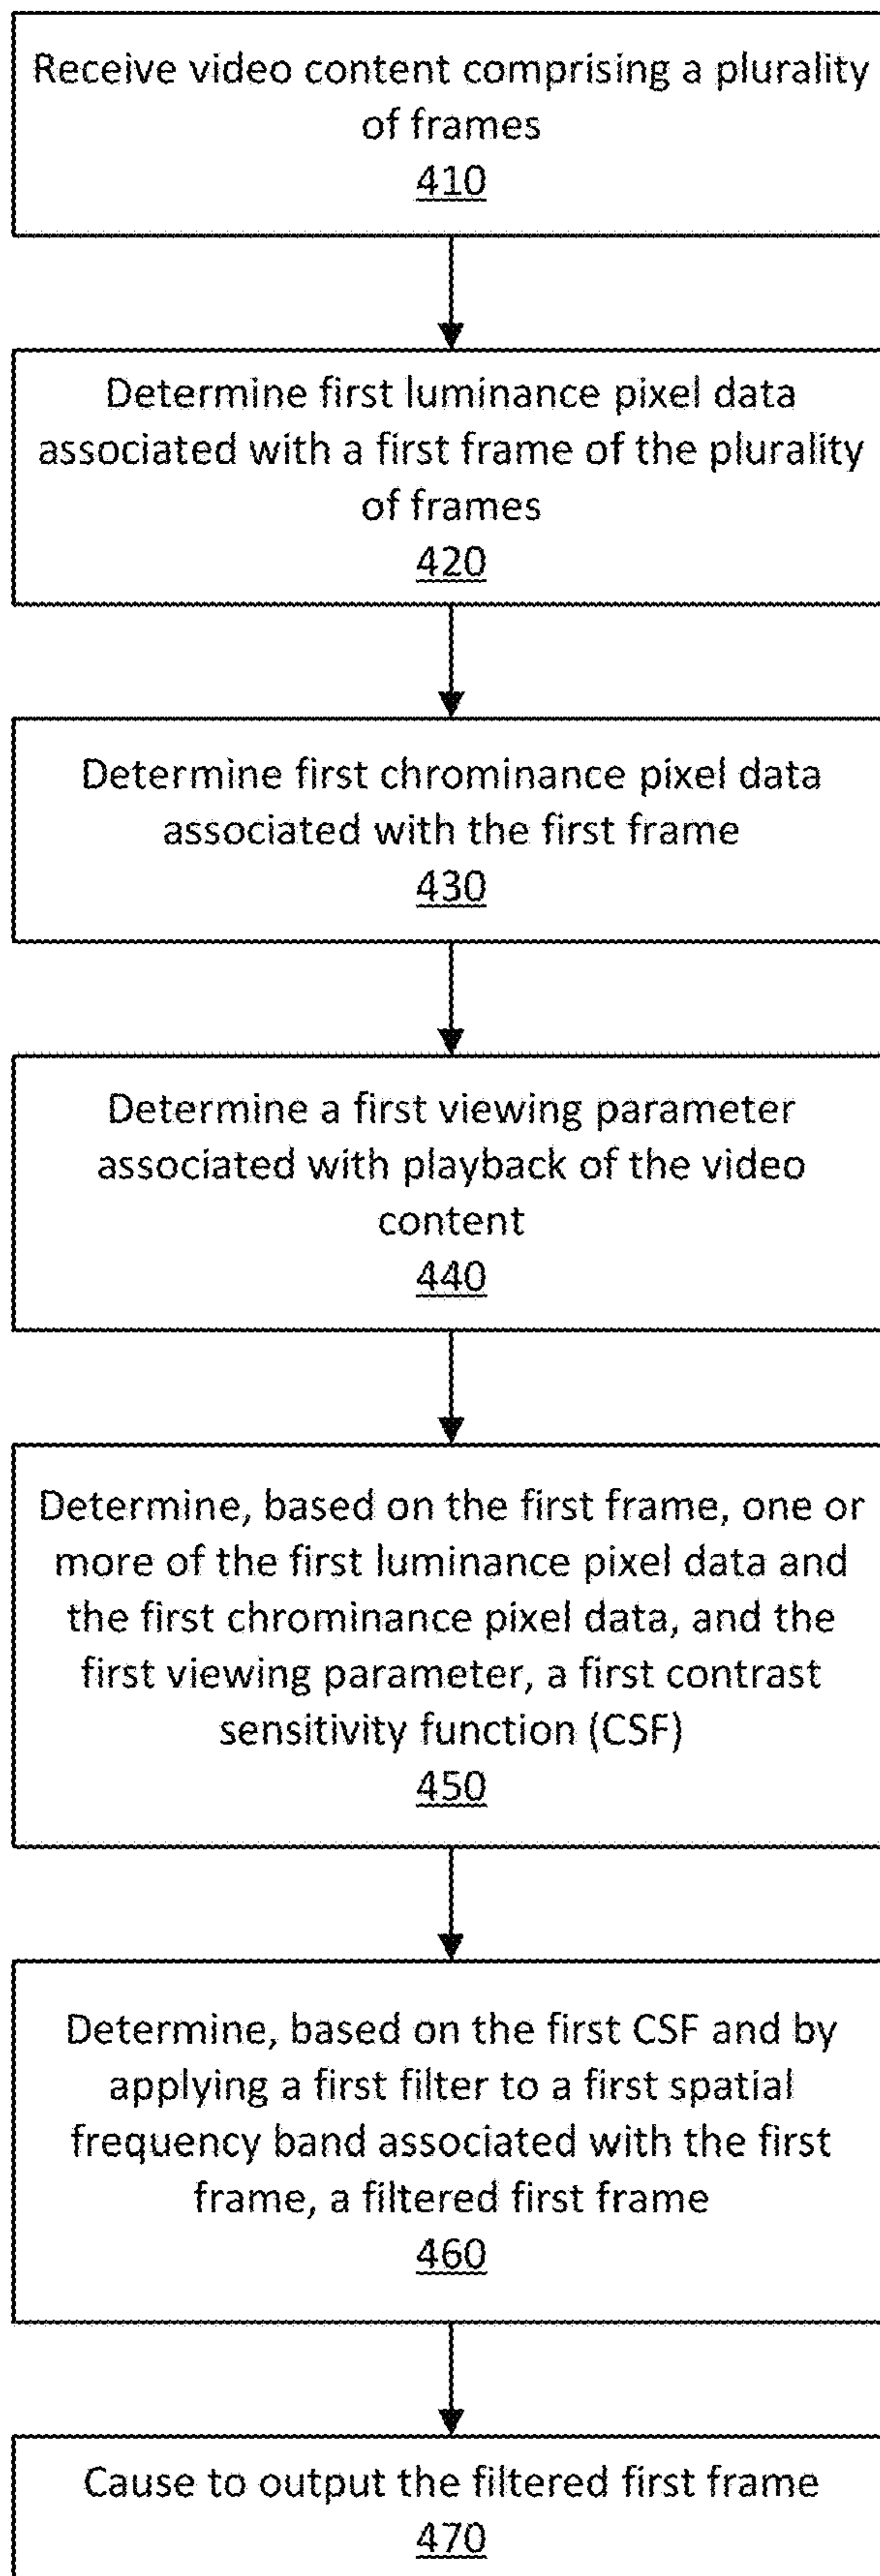 Receive video content comprising a plurality
of frames
410
Determine first luminance pixel data
associated with a first frame of the plurality
of frames
420
Determine first chrominance pixel data
associated with the first frame
430
Determine a first viewing parameter
associated with playback of the video
content
440
Determine, based on the first frame, one or
more of the first luminance pixel data and
the first chrominance pixel data, and the
first viewing parameter, a first contrast
sensitivity function (CSF)
450
Determine, based on the first CSF and by
applying a first filter to a first spatial
frequency band associated with the first
frame, a filtered first frame
460
Cause to output the filtered first frame
470